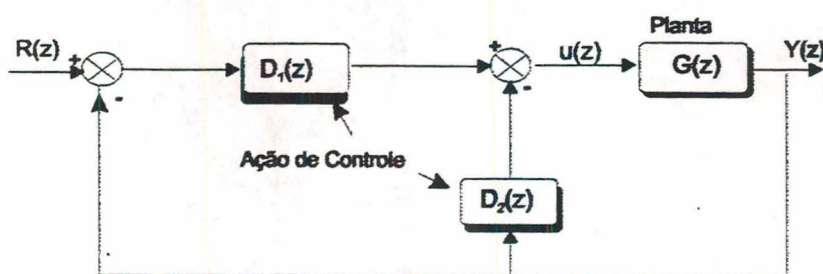 Planta
R(z)
+
D₁(z)
+
u(z)
G(z)
Y(z)
-
-
Ação de Controle
D₂(z)